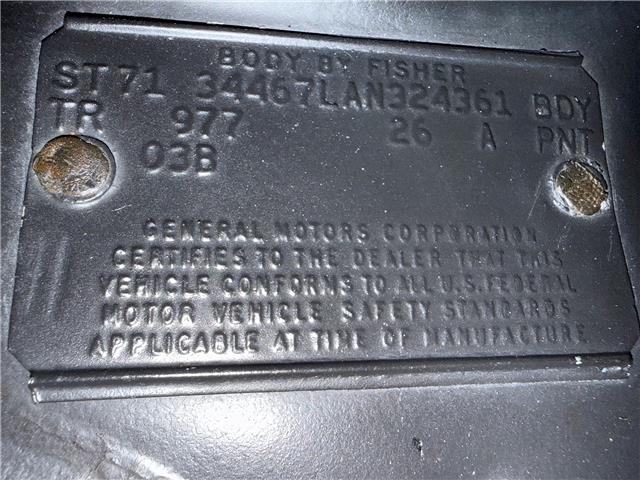 BODY BY FISHER
ST71 34467LAN324361 BDY
TR 977 26 A PNT
03B
GENERAL MOTORS CORPORATION
CERTIFIES TO THE DEALER THAT THIS
VEHICLE CONFORMS TO ALL U.S. FEDERAL
MOTOR VEHICLE SAFETY STANDARDS
APPLICABLE AT TIME OF MANUFACTURE